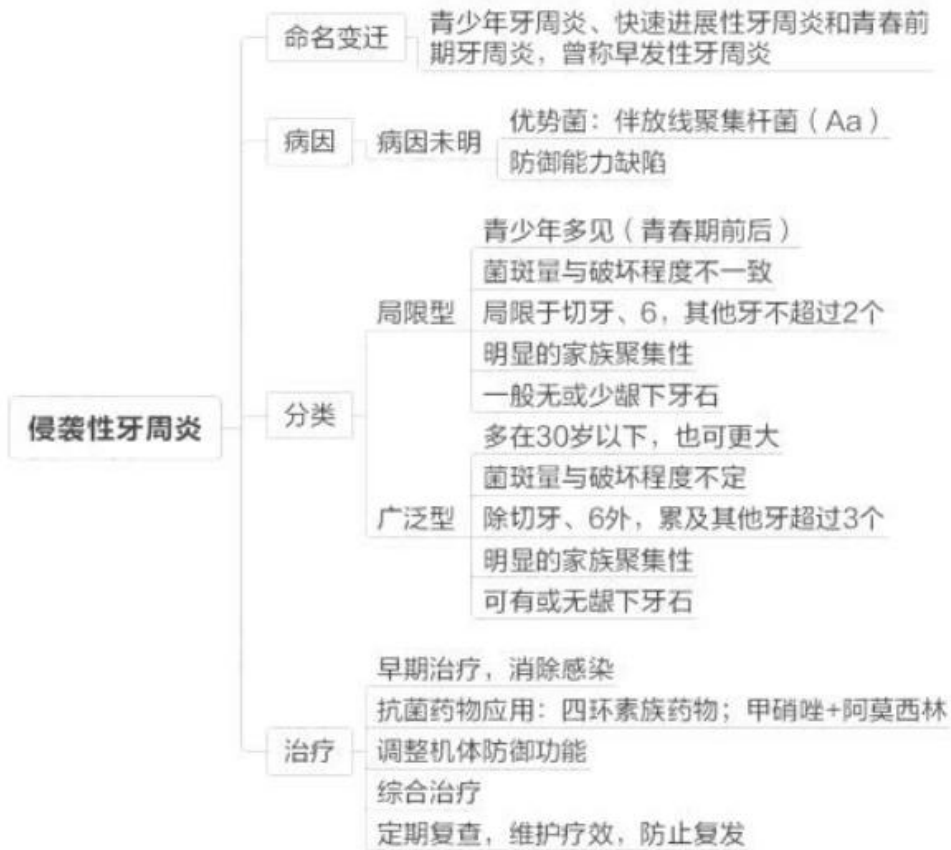 侵袭性牙周炎
命名变迁
青少年牙周炎、快速进展性牙周炎和青春前
期牙周炎，曾称早发性牙周炎
病因
病因未明
优势菌：伴放线聚集杆菌（Aa）
防御能力缺陷
分类
局限型
青少年多见（青春期前后）
菌斑量与破坏程度不一致
局限于切牙、6，其他牙不超过2个
明显的家族聚集性
一般无或少龈下牙石
广泛型
多在30岁以下，也可更大
菌斑量与破坏程度不定
除切牙、6外，累及其他牙超过3个
明显的家族聚集性
可有或无龈下牙石
治疗
早期治疗，消除感染
抗菌药物应用：四环素族药物；甲硝唑+阿莫西林
调整机体防御功能
综合治疗
定期复查，维护疗效，防止复发